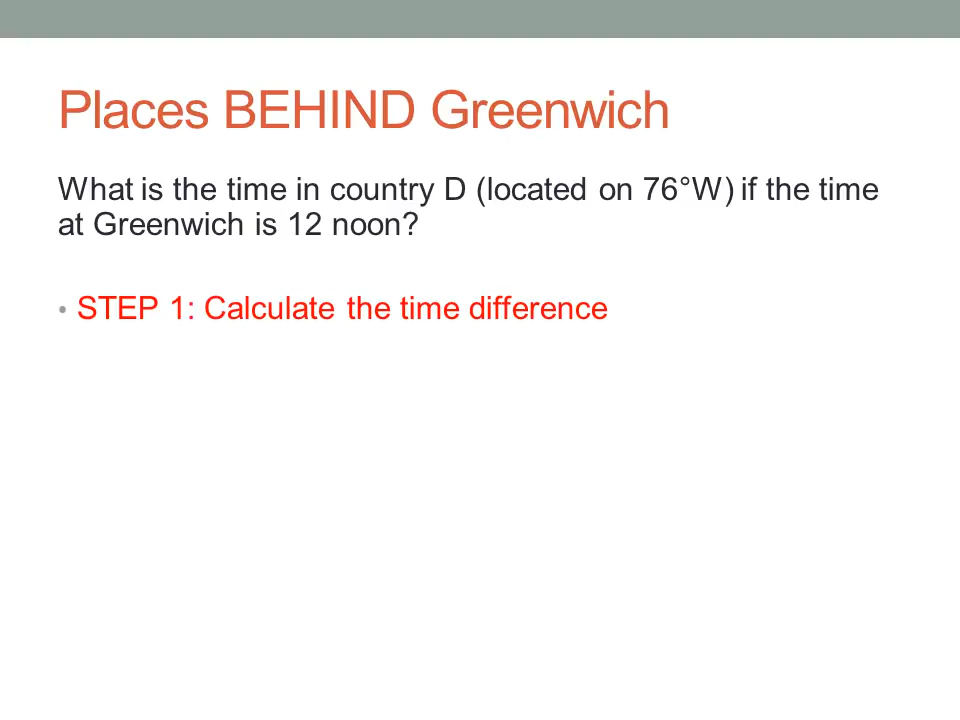 Places BEHIND Greenwich
What is the time in country D (located on 76°W) if the time
at Greenwich is 12 noon?
• STEP 1: Calculate the time difference